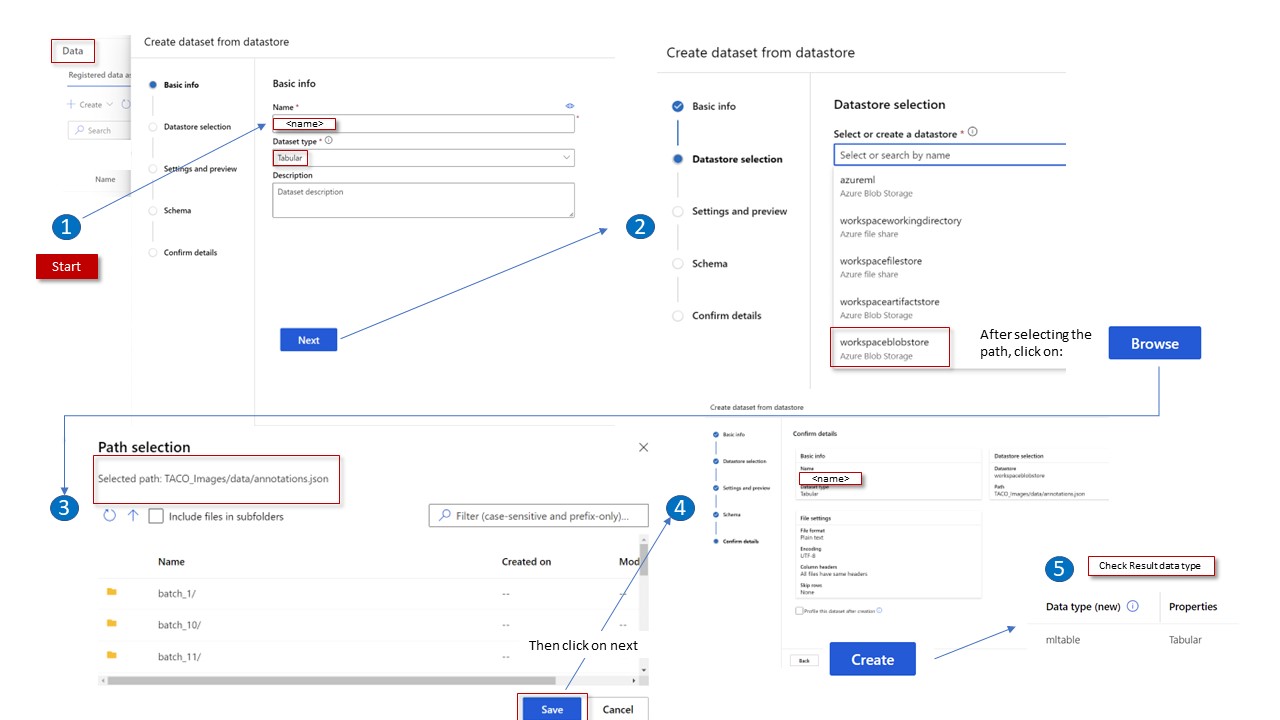 Data
Registered data as
Create
Search
Name
1
Start
Create dataset from datastore
Basic info
Datastore selection
Settings and preview
Schema
Confirm details
Basic info
Name *
<name>
Dataset type *
Tabular
Description
Dataset description
Next
2
Create dataset from datastore
Basic info
Datastore selection
Settings and preview
Schema
Confirm details
Datastore selection
Select or create a datastore *
Select or search by name
azureml
Azure Blob Storage
workspaceworkingdirectory
Azure file share
workspacefilestore
Azure file share
workspaceartifactstore
Azure Blob Storage
workspaceblobstore
Azure Blob Storage
After selecting the
path, click on:
Browse
3
Path selection
Selected path: TACO_Images/data/annotations.json
Include files in subfolders
Filter (case-sensitive and prefix-only)...
Name Created on Mod
batch_1/ -- --
batch_10/ -- --
batch_11/ -- --
Then click on next
Save
Cancel
4
Create dataset from datastore
Basic info
Datastore selection
Settings and preview
Schema
Confirm details
Confirm details
Basic info
Name
<name>
Dataset type
Tabular
Datastore selection
Datastore
workspaceblobstore
Path
TACO_Images/data/annotations.json
File settings
File format
Plain text
Encoding
UTF-8
Column headers
All files have same headers
Skip rows
None
Profile this dataset after creation
Back
Create
5
Check Result data type
Data type (new) Properties
mltable Tabular